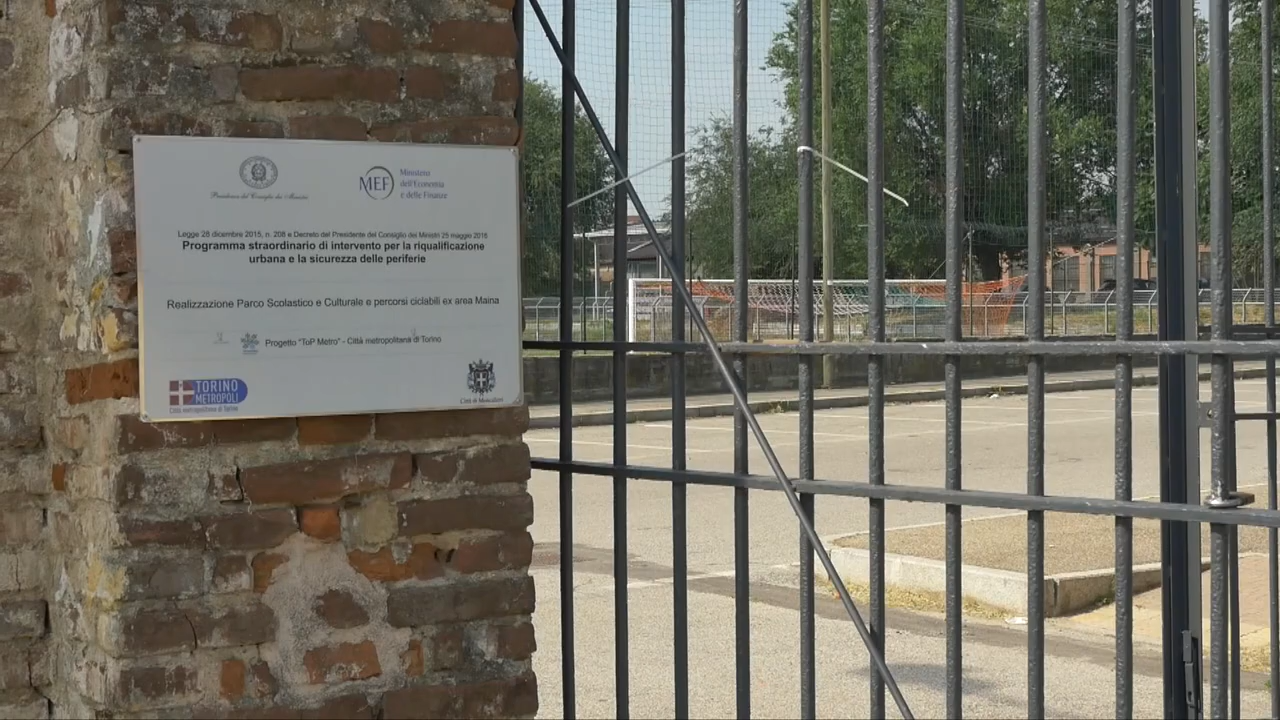 Presidenza del Consiglio dei Ministri
MEF Ministero
dell'Economia
e delle Finanze
Legge 28 dicembre 2015, n. 208 e Decreto del Presidente del Consiglio dei Ministri 25 maggio 2016
Programma straordinario di intervento per la riqualificazione
urbana e la sicurezza delle periferie
Realizzazione Parco Scolastico e Culturale e percorsi ciclabili ex area Maina
Progetto "ToP Metro" - Città metropolitana di Torino
TORINO
METROPOLI
Città metropolitana di Torino
Città di Moncalieri